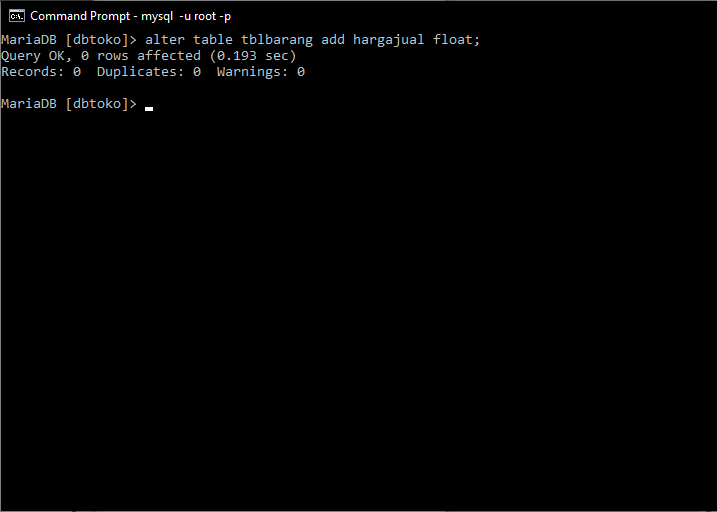 Command Prompt - mysql  -u root -p
MariaDB [dbtoko]> alter table tblbarang add hargajual float;
Query OK, 0 rows affected (0.193 sec)
Records: 0  Duplicates: 0  Warnings: 0
MariaDB [dbtoko]>